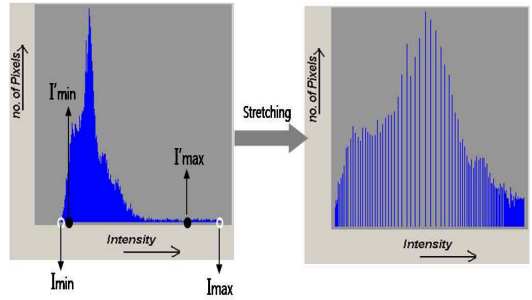 no. of Pixels
I'min
I'max
Intensity
Imin
Imax
Stretching
no. of Pixels
Intensity